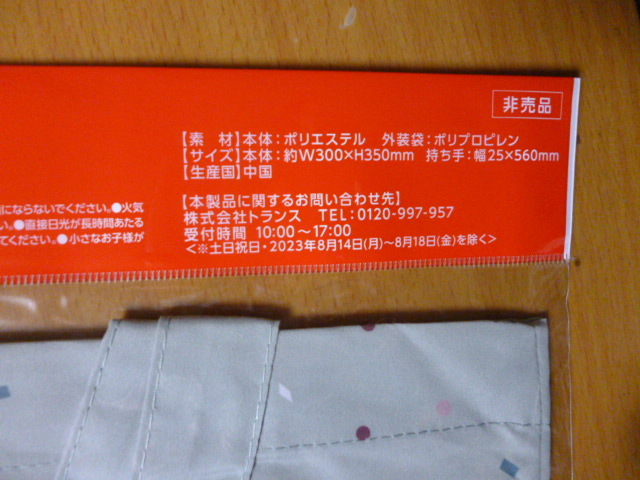 非売品
【素　材】本体：ポリエステル　外装袋：ポリプロピレン
【サイズ】本体：約W300×H350mm　持ち手：幅25×560mm
【生産国】中国
【本製品に関するお問い合わせ先】
株式会社トランス　TEL：0120-997-957
受付時間 10:00～17:00
＜※土日祝日・2023年8月14日(月)～8月18日(金)を除く＞
にならないでください。●火気
い。●直接日光が長時間あたる
てください。●小さなお子様が